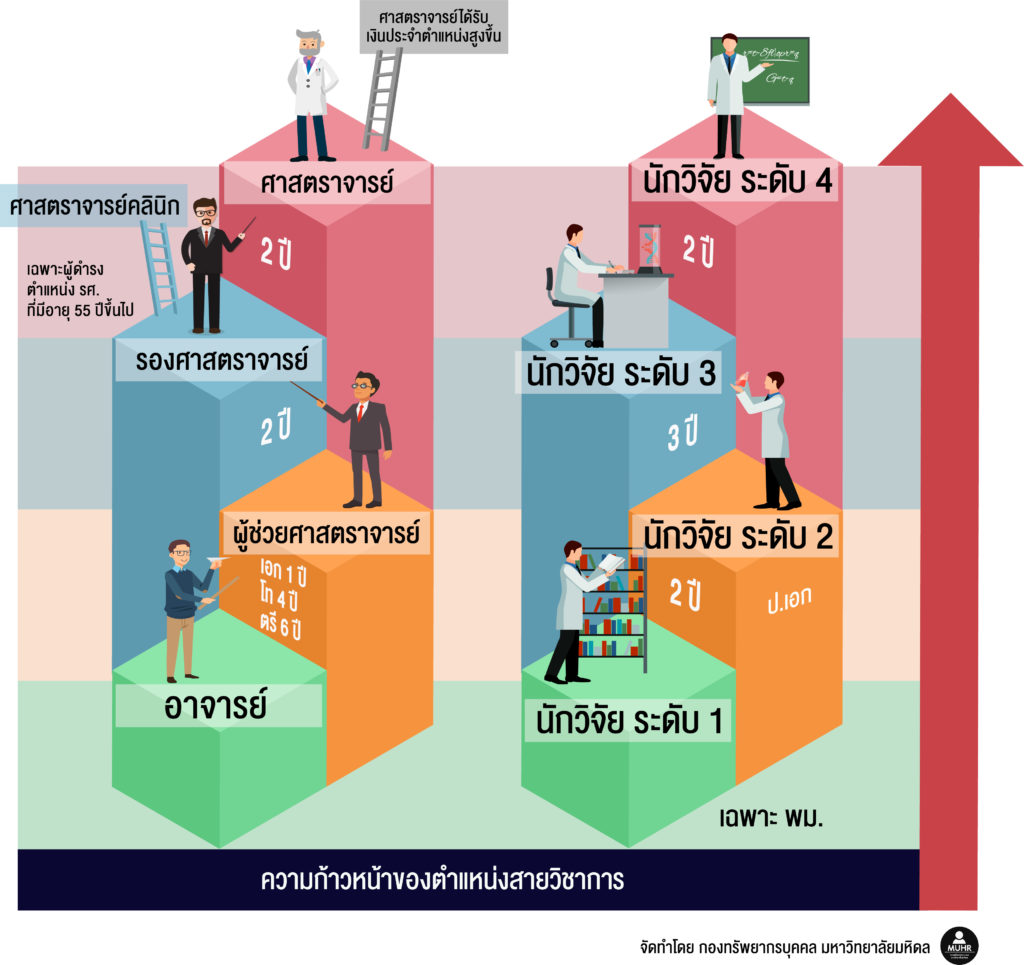 ศาสตราจารย์ได้รับ
เงินประจำตำแหน่งสูงขึ้น
ศาสตราจารย์
ศาสตราจารย์คลินิก
2 ปี
เฉพาะผู้ดำรง
ตำแหน่ง รศ.
ที่มีอายุ 55 ปีขึ้นไป
รองศาสตราจารย์
2 ปี
ผู้ช่วยศาสตราจารย์
เอก 1 ปี
โท 4 ปี
ตรี 6 ปี
อาจารย์
นักวิจัย ระดับ 4
2 ปี
นักวิจัย ระดับ 3
3 ปี
นักวิจัย ระดับ 2
2 ปี
ป.เอก
นักวิจัย ระดับ 1
เฉพาะ พม.
ความก้าวหน้าของตำแหน่งสายวิชาการ
จัดทำโดย กองทรัพยากรบุคคล มหาวิทยาลัยมหิดล
MUHR